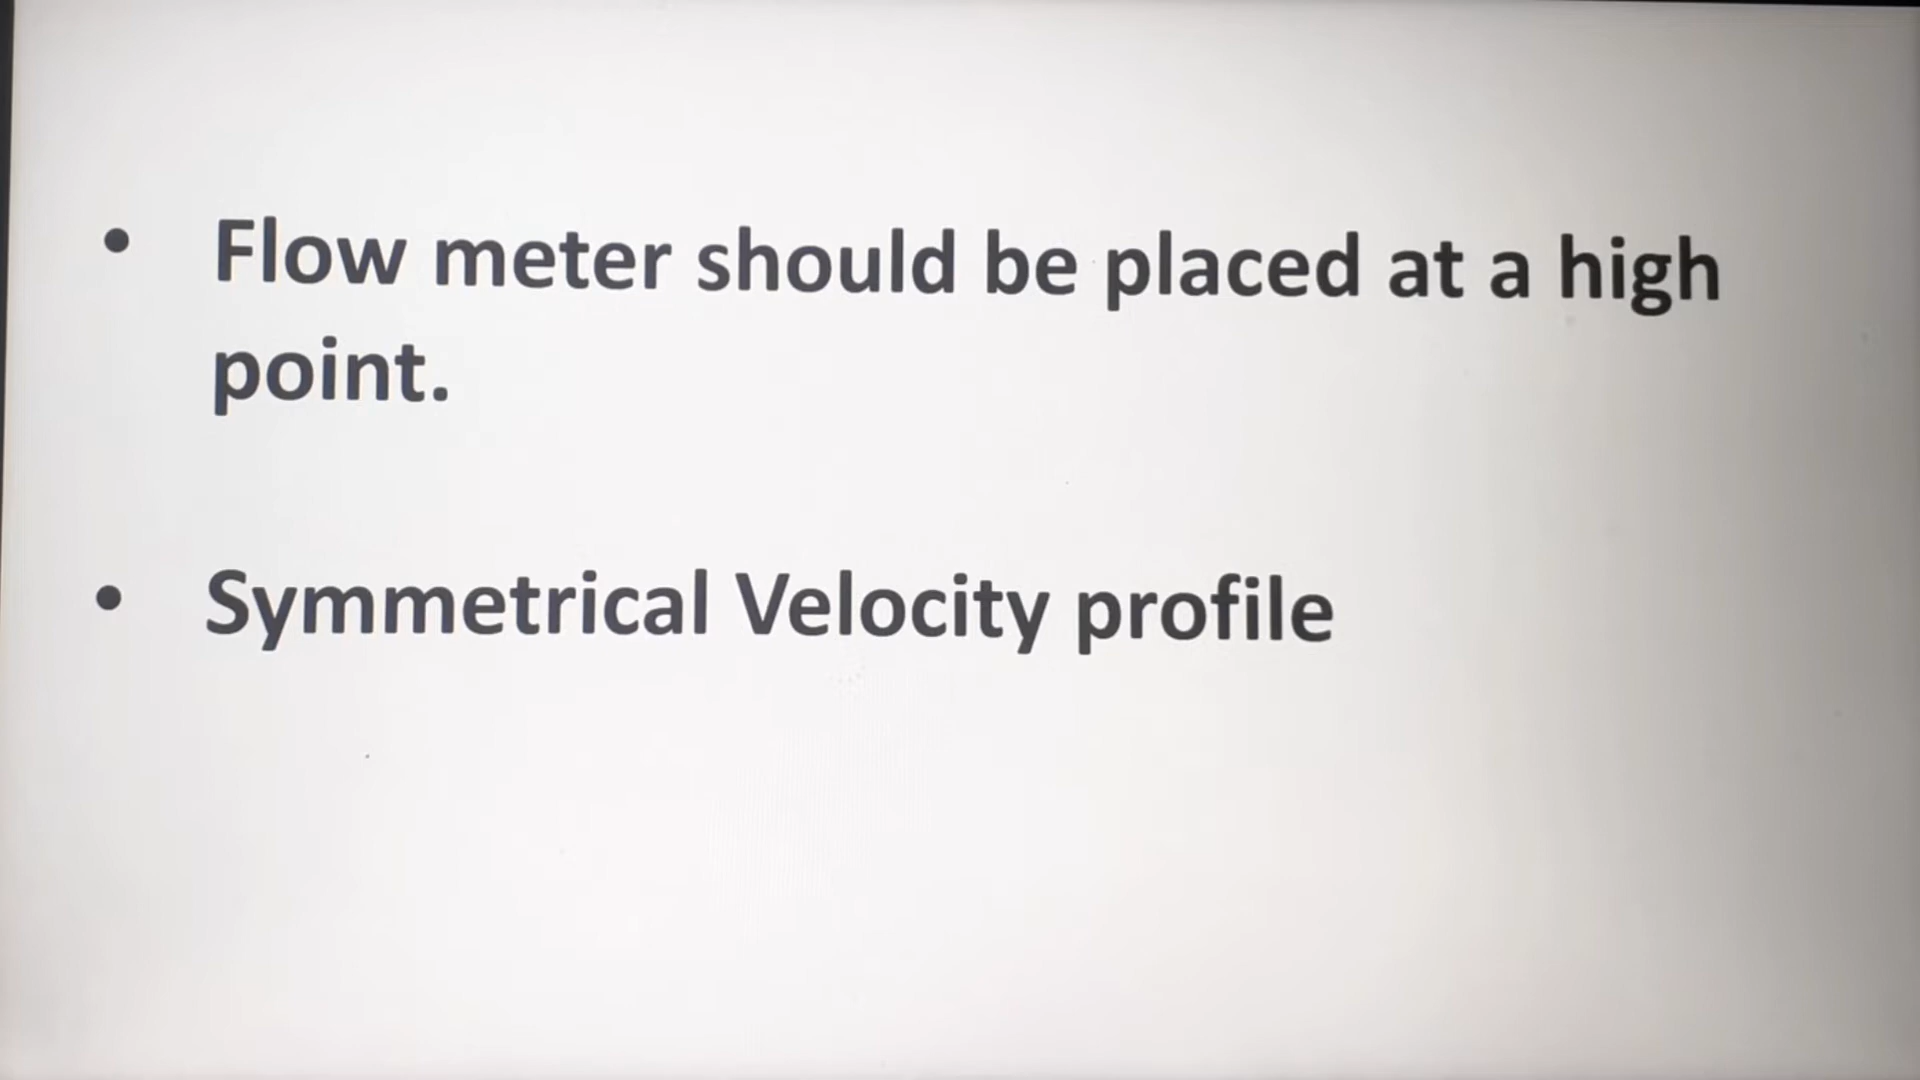 • Flow meter should be placed at a high
point.
• Symmetrical Velocity profile